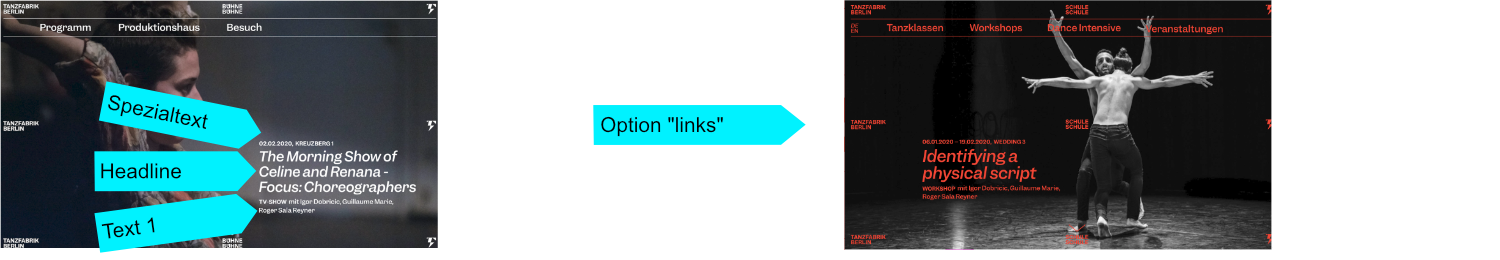 TANZFABRIK
BERLIN
BÜHNE
BÜHNE
Programm
Produktionshaus
Besuch
Spezialtext
Headline
Text 1
TANZFABRIK
BERLIN
02.02.2020, KREUZBERG 1
The Morning Show of
Celine and Renana -
Focus: Choreographers
TV-SHOW mit Igor Dobricic, Guillaume Marie,
Roger Sala Reyner
TANZFABRIK
BERLIN
BÜHNE
BÜHNE
Option "links"
TANZFABRIK
BERLIN
SCHULE
SCHULE
DE
EN
Tanzklassen
Workshops
Dance Intensive
Veranstaltungen
TANZFABRIK
BERLIN
SCHULE
SCHULE
06.01.2020 – 19.02.2020, WEDDING 3
Identifying a
physical script
WORKSHOP mit Igor Dobricic, Guillaume Marie,
Roger Sala Reyner
TANZFABRIK
BERLIN